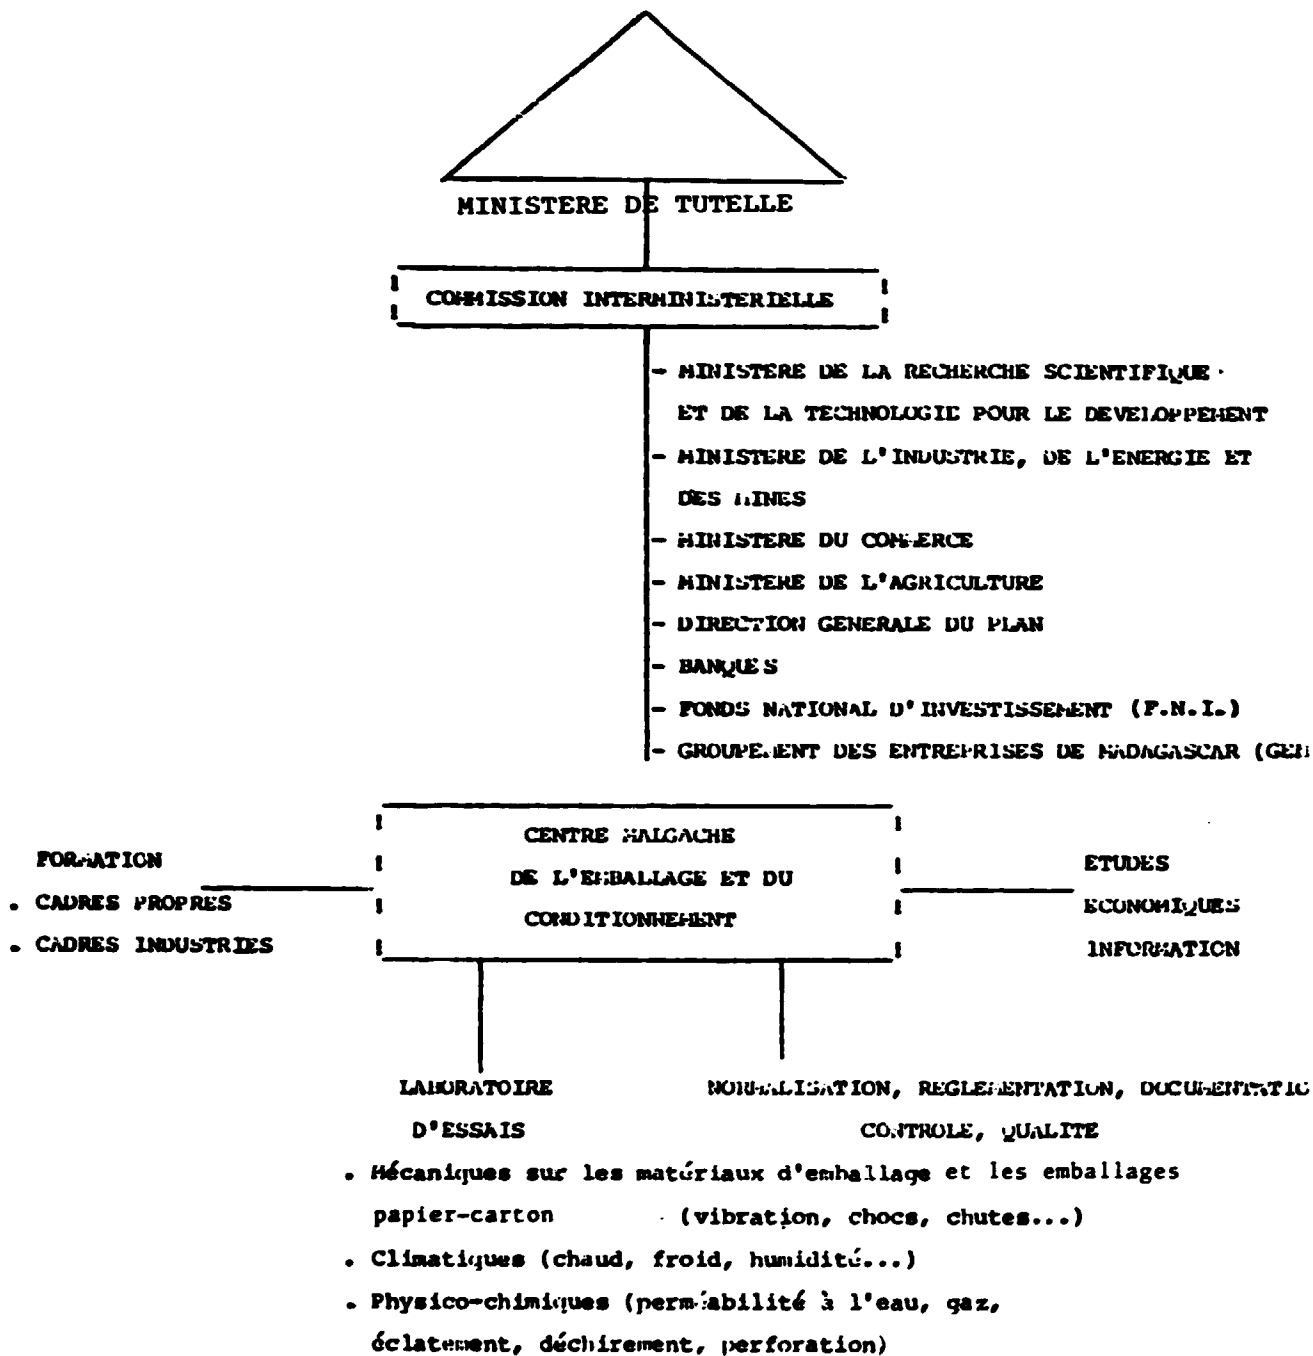 MINISTERE DE TUTELLE
COMMISSION INTERMINISTERIELLE
- MINISTERE DE LA RECHERCHE SCIENTIFIQUE
ET DE LA TECHNOLOGIE POUR LE DEVELOPPEMENT
- MINISTERE DE L'INDUSTRIE, DE L'ENERGIE ET
DES MINES
- MINISTERE DU COMMERCE
- MINISTERE DE L'AGRICULTURE
- DIRECTION GENERALE DU PLAN
- BANQUES
- FONDS NATIONAL D'INVESTISSEMENT (F.N.I.)
- GROUPEMENT DES ENTREPRISES DE MADAGASCAR (GEM
CENTRE MALGACHE
DE L'EMBALLAGE ET DU
CONDITIONNEMENT
FORMATION
. CADRES PROPRES
. CADRES INDUSTRIES
ETUDES
ECONOMIQUES
INFORMATION
LABORATOIRE
D'ESSAIS
NORMALISATION, REGLEMENTATION, DOCUMENTATIO
CONTROLE, QUALITE
. Mécaniques sur les matériaux d'emballage et les emballages
papier-carton (vibration, chocs, chutes...)
. Climatiques (chaud, froid, humidité...)
. Physico-chimiques (perméabilité à l'eau, gaz,
éclatement, déchirement, perforation)